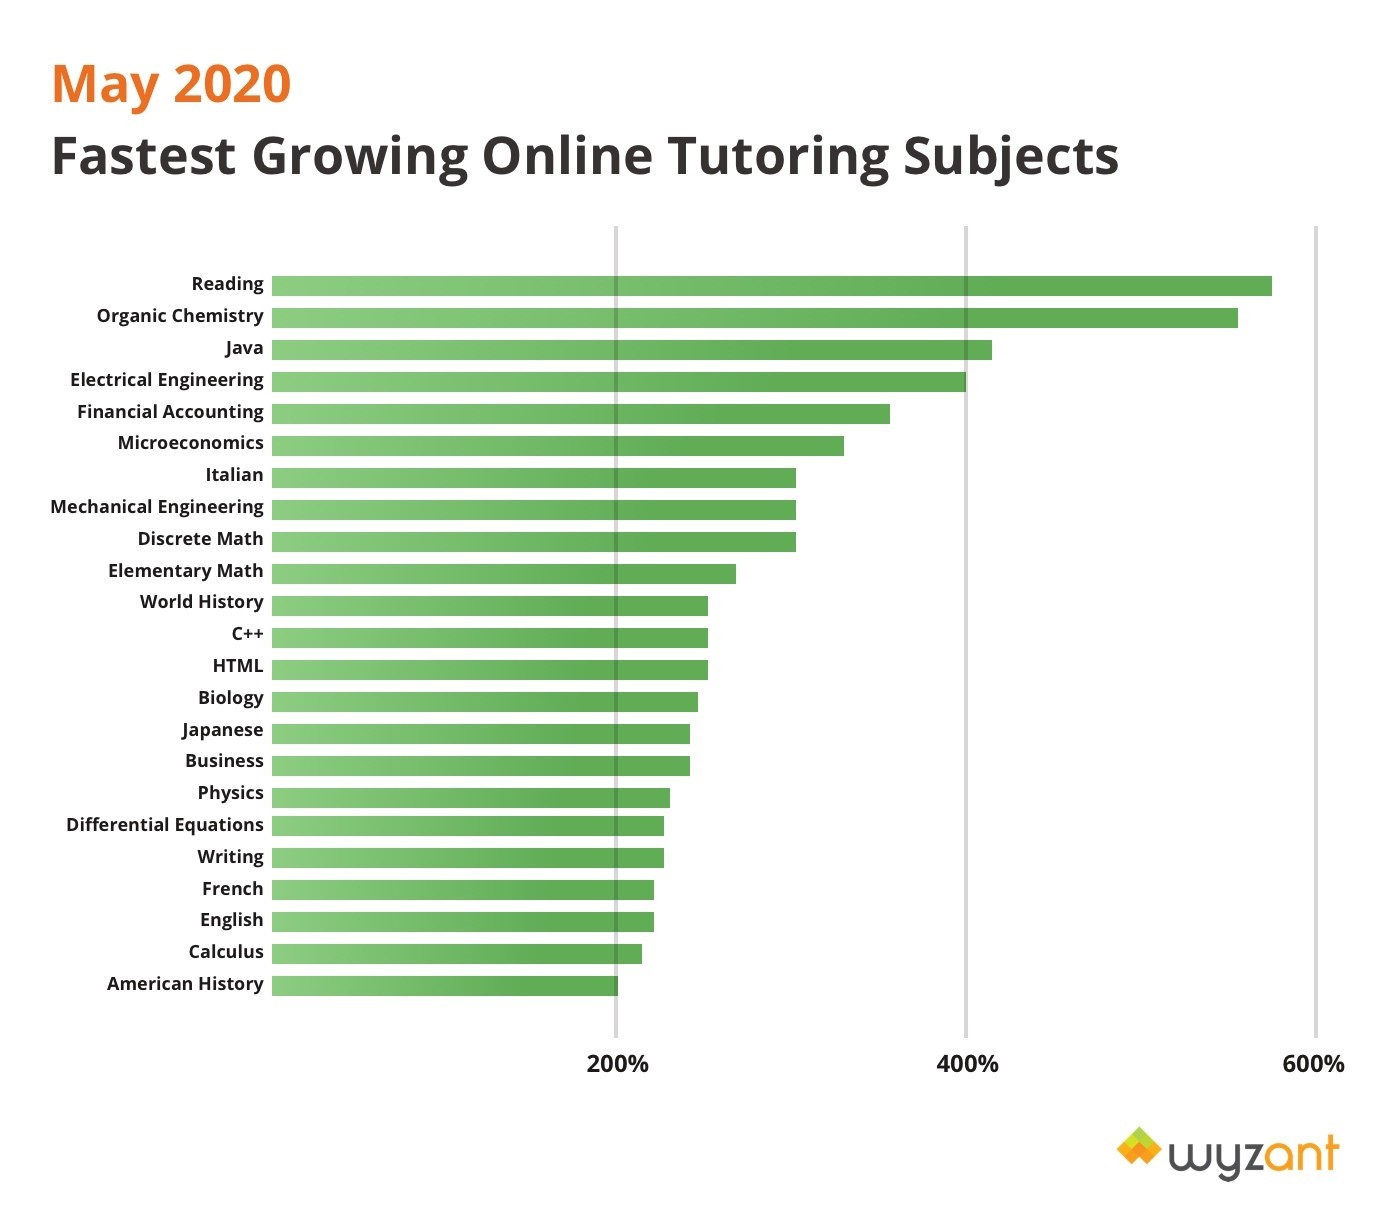 May 2020
Fastest Growing Online Tutoring Subjects
Reading
Organic Chemistry
Java
Electrical Engineering
Financial Accounting
Microeconomics
Italian
Mechanical Engineering
Discrete Math
Elementary Math
World History
C++
HTML
Biology
Japanese
Business
Physics
Differential Equations
Writing
French
English
Calculus
American History
200% 400% 600%
wyzant